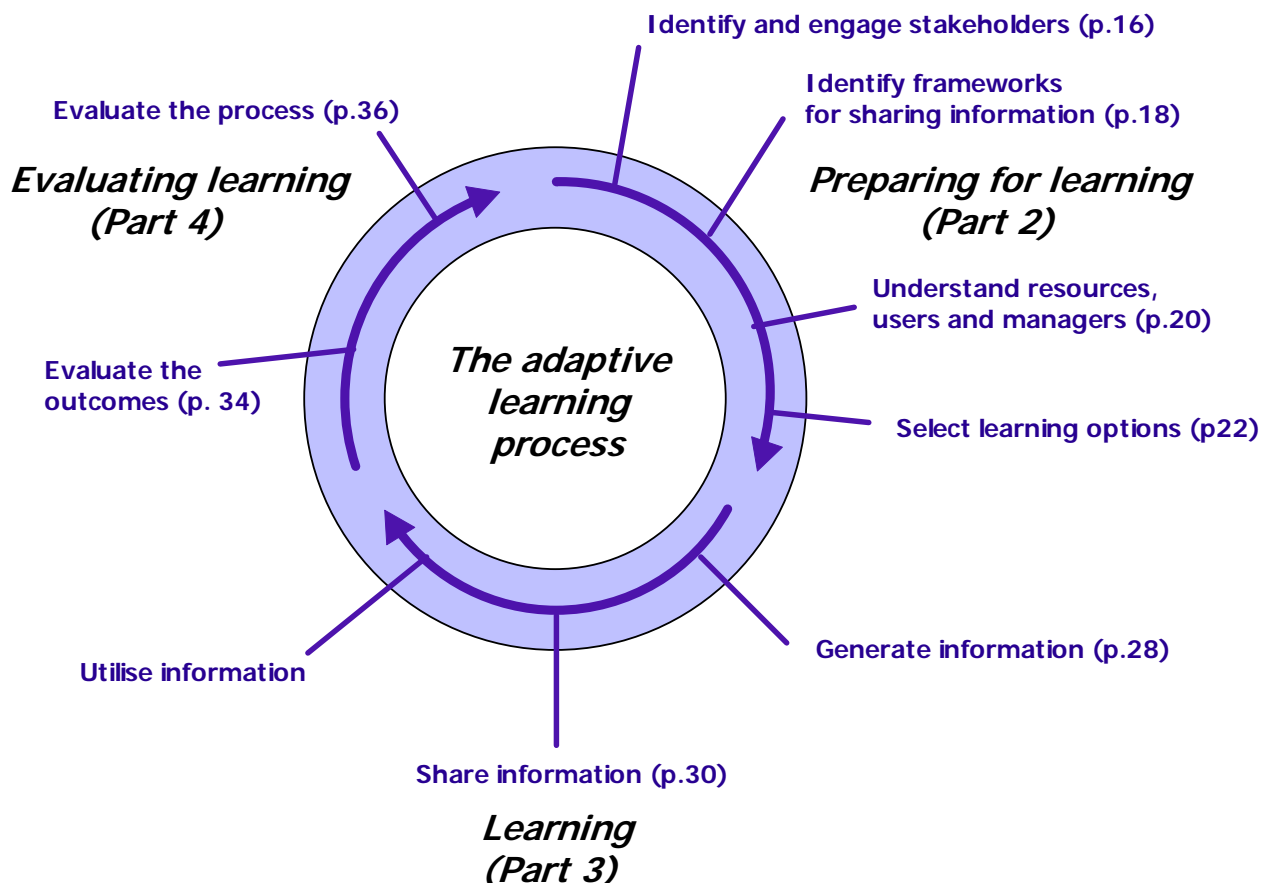 Identify and engage stakeholders (p.16)
Identify frameworks
for sharing information (p.18)
Evaluate the process (p.36)
Evaluating learning
(Part 4)
Preparing for learning
(Part 2)
Understand resources,
users and managers (p.20)
The adaptive
learning
process
Evaluate the
outcomes (p. 34)
Select learning options (p22)
Generate information (p.28)
Utilise information
Share information (p.30)
Learning
(Part 3)